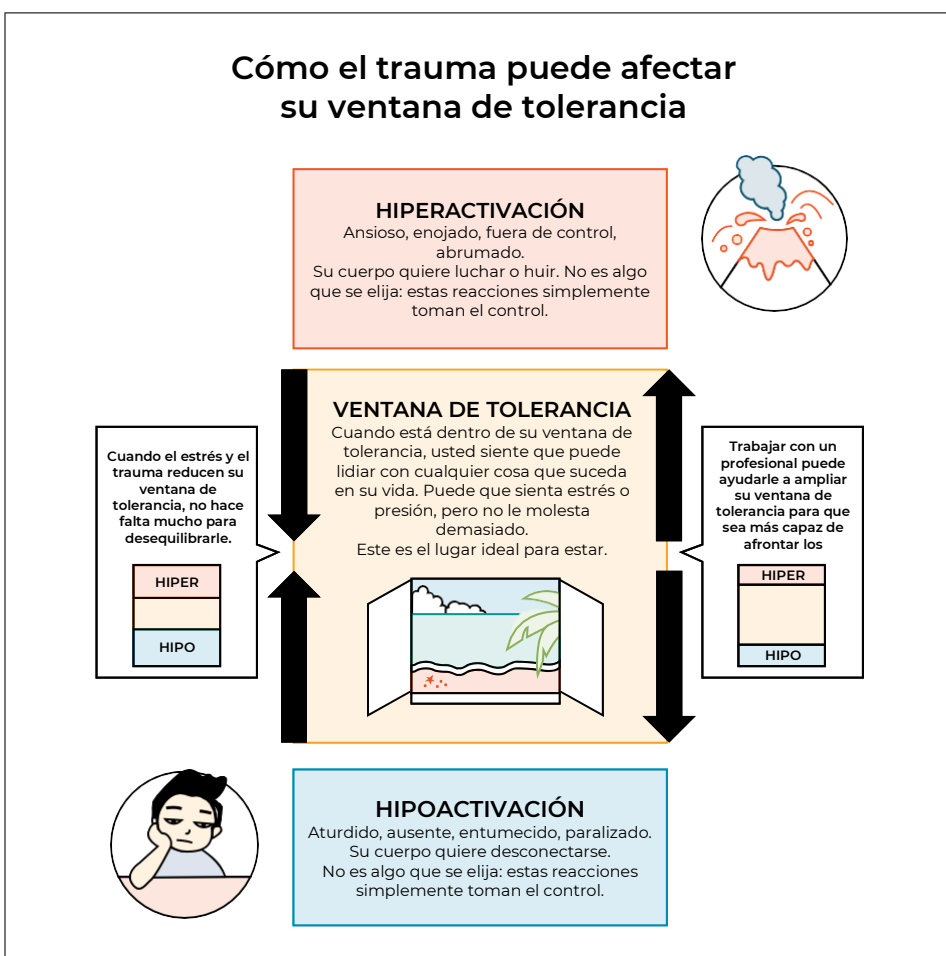 Cómo el trauma puede afectar
su ventana de tolerancia
HIPERACTIVACIÓN
Ansioso, enojado, fuera de control,
abrumado.
Su cuerpo quiere luchar o huir. No es algo
que se elija: estas reacciones simplemente
toman el control.
Cuando el estrés y el
trauma reducen su
ventana de
tolerancia, no hace
falta mucho para
desequilibrarle.
HIPER
HIPO
VENTANA DE TOLERANCIA
Cuando está dentro de su ventana de
tolerancia, usted siente que puede
lidiar con cualquier cosa que suceda
en su vida. Puede que sienta estrés o
presión, pero no le molesta
demasiado.
Este es el lugar ideal para estar.
Trabajar con un
profesional puede
ayudarle a ampliar
su ventana de
tolerancia para que
sea más capaz de
afrontar los
HIPER
HIPO
HIPOACTIVACIÓN
Aturdido, ausente, entumecido, paralizado.
Su cuerpo quiere desconectarse.
No es algo que se elija: estas reacciones
simplemente toman el control.